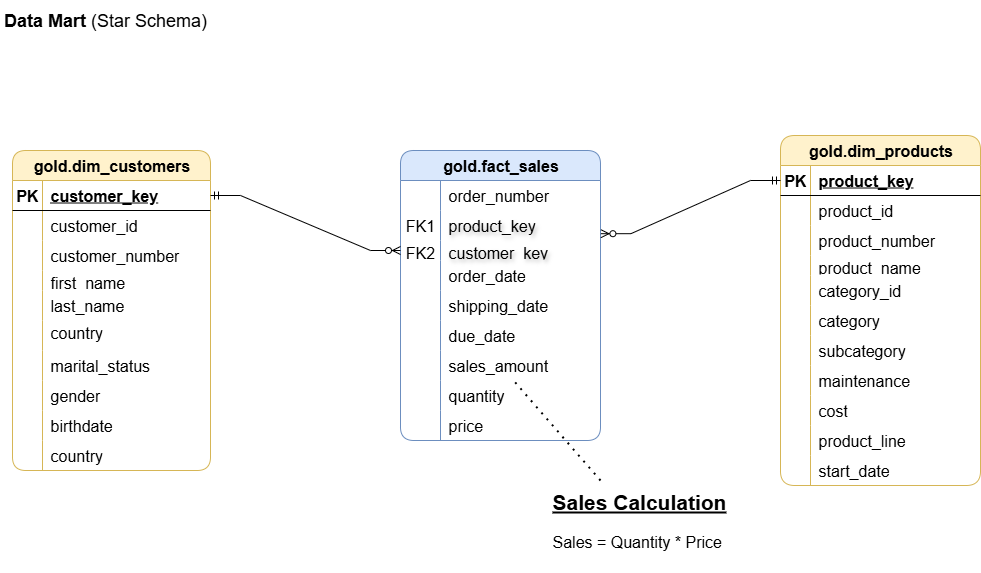 Data Mart (Star Schema)
gold.dim_customers
PK customer_key
customer_id
customer_number
first_name
last_name
country
marital_status
gender
birthdate
country
gold.fact_sales
order_number
FK1 product_key
FK2 customer_key
order_date
shipping_date
due_date
sales_amount
quantity
price
gold.dim_products
PK product_key
product_id
product_number
product_name
category_id
category
subcategory
maintenance
cost
product_line
start_date
Sales Calculation
Sales = Quantity * Price